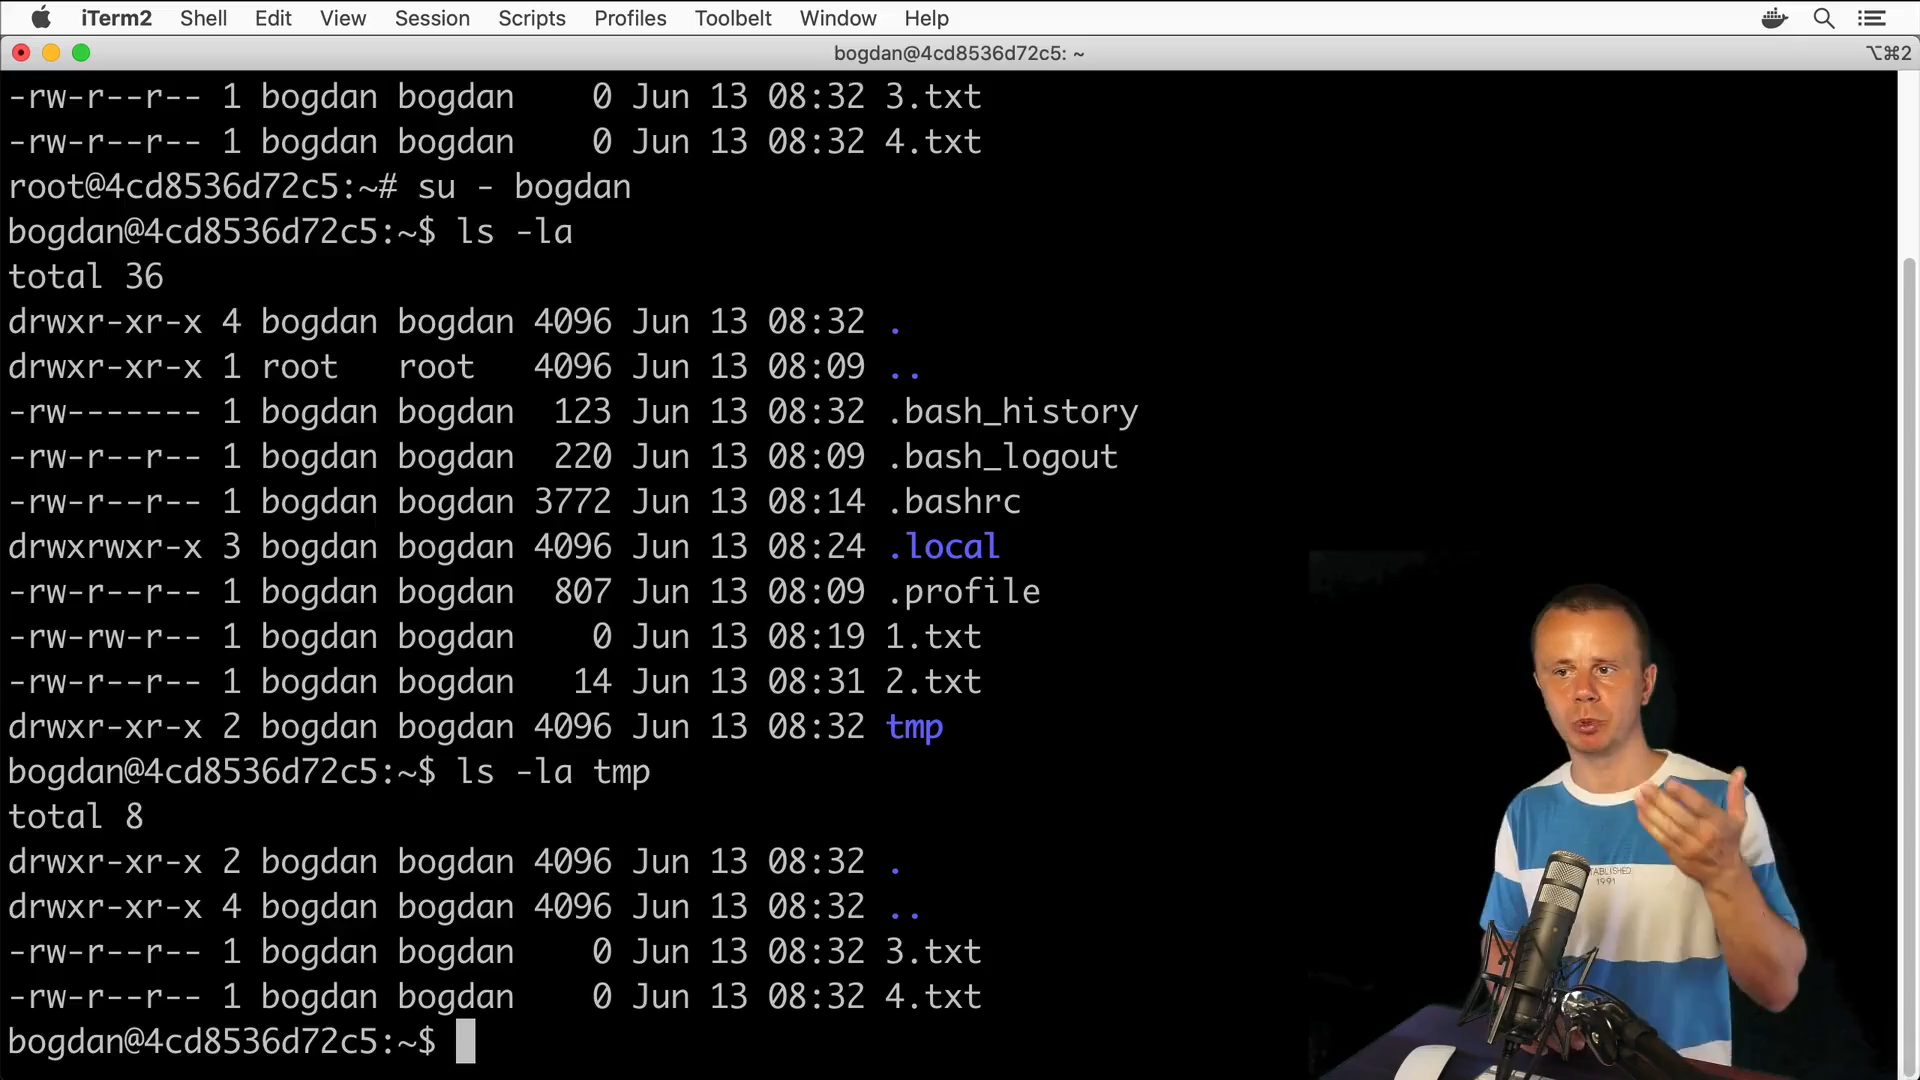 iTerm2 Shell Edit View Session Scripts Profiles Toolbelt Window Help
bogdan@4cd8536d72c5: ~ ⌥⌘2
-rw-r--r-- 1 bogdan bogdan    0 Jun 13 08:32 3.txt
-rw-r--r-- 1 bogdan bogdan    0 Jun 13 08:32 4.txt
root@4cd8536d72c5:~# su - bogdan
bogdan@4cd8536d72c5:~$ ls -la
total 36
drwxr-xr-x 4 bogdan bogdan 4096 Jun 13 08:32 .
drwxr-xr-x 1 root   root   4096 Jun 13 08:09 ..
-rw------- 1 bogdan bogdan  123 Jun 13 08:32 .bash_history
-rw-r--r-- 1 bogdan bogdan  220 Jun 13 08:09 .bash_logout
-rw-r--r-- 1 bogdan bogdan 3772 Jun 13 08:14 .bashrc
drwxrwxr-x 3 bogdan bogdan 4096 Jun 13 08:24 .local
-rw-r--r-- 1 bogdan bogdan  807 Jun 13 08:09 .profile
-rw-rw-r-- 1 bogdan bogdan    0 Jun 13 08:19 1.txt
-rw-r--r-- 1 bogdan bogdan   14 Jun 13 08:31 2.txt
drwxr-xr-x 2 bogdan bogdan 4096 Jun 13 08:32 tmp
bogdan@4cd8536d72c5:~$ ls -la tmp
total 8
drwxr-xr-x 2 bogdan bogdan 4096 Jun 13 08:32 .
drwxr-xr-x 4 bogdan bogdan 4096 Jun 13 08:32 ..
-rw-r--r-- 1 bogdan bogdan    0 Jun 13 08:32 3.txt
-rw-r--r-- 1 bogdan bogdan    0 Jun 13 08:32 4.txt
bogdan@4cd8536d72c5:~$
1991